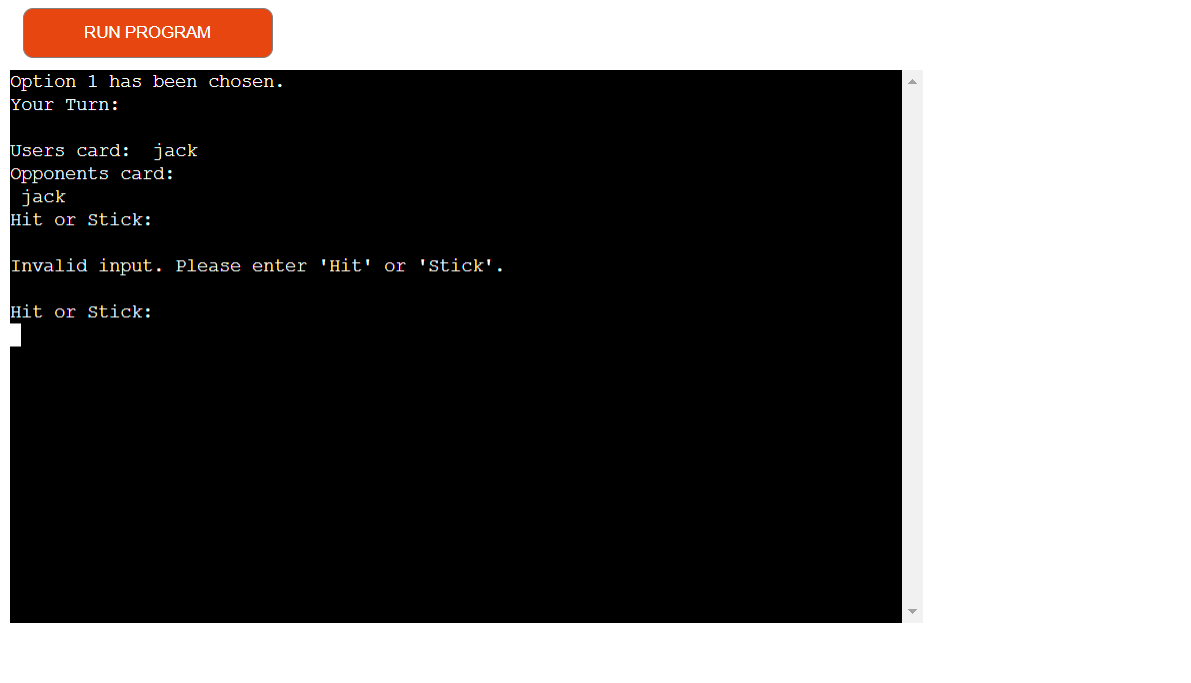 RUN PROGRAM
Option 1 has been chosen.
Your Turn:
Users card:  jack
Opponents card:
 jack
Hit or Stick:
Invalid input. Please enter 'Hit' or 'Stick'.
Hit or Stick: